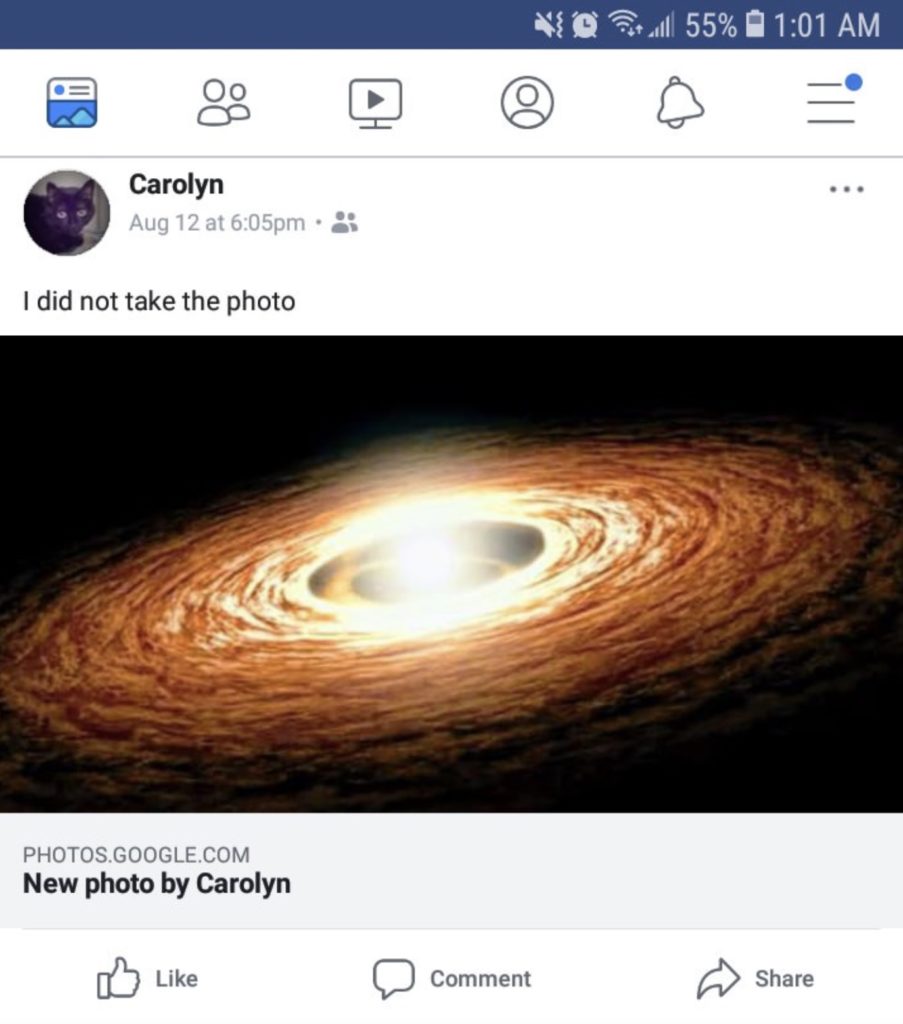 55% 1:01 AM
Carolyn
Aug 12 at 6:05pm ·
I did not take the photo
PHOTOS.GOOGLE.COM
New photo by Carolyn
Like Comment Share